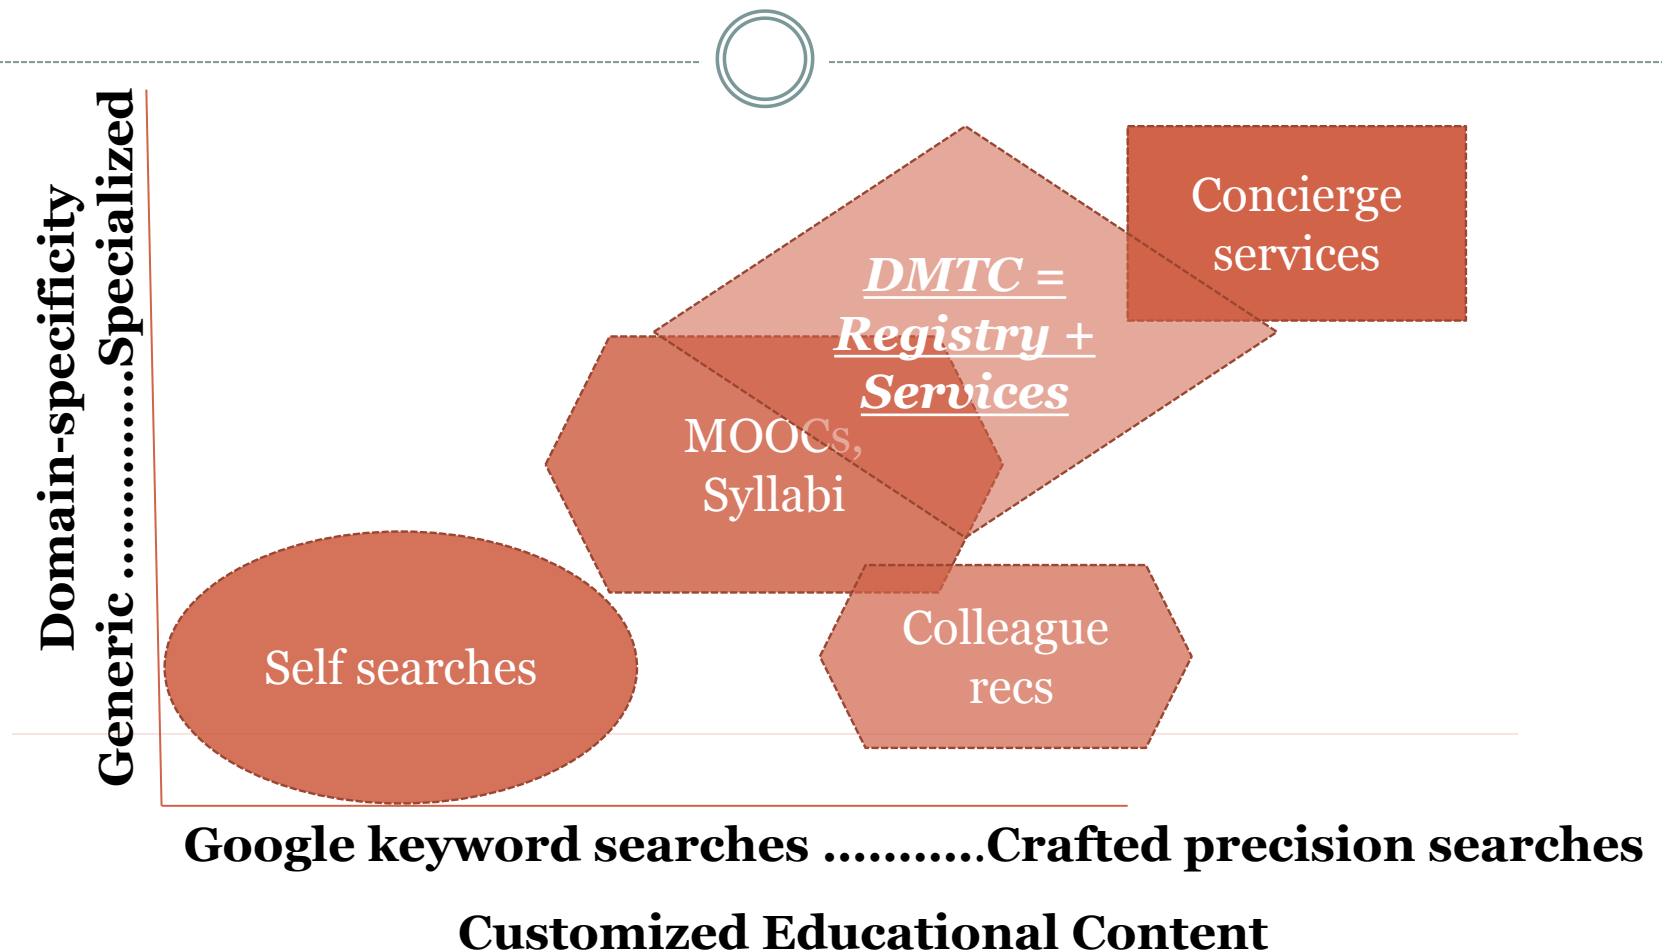 Domain-specificity
Generic ..................Specialized
Concierge
services
DMTC =
Registry +
Services
MOOCs,
Syllabi
Self searches
Colleague
recs
Google keyword searches ...........Crafted precision searches
Customized Educational Content